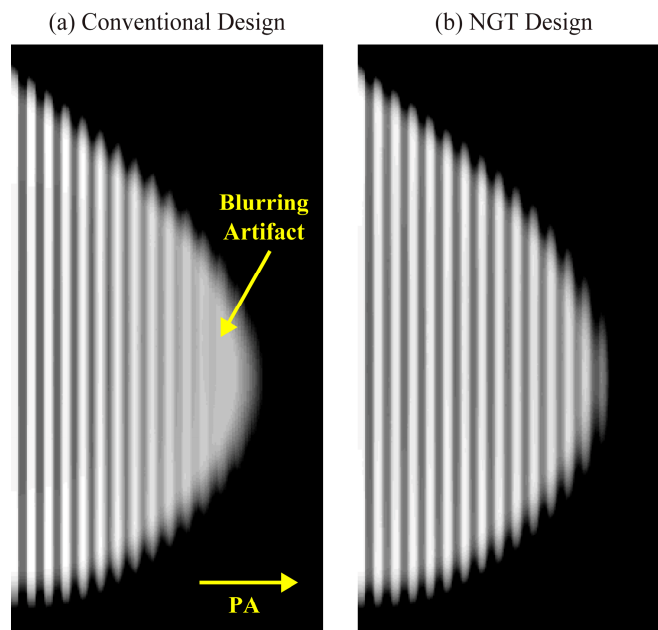 (a) Conventional Design
(b) NGT Design
Blurring
Artifact
PA